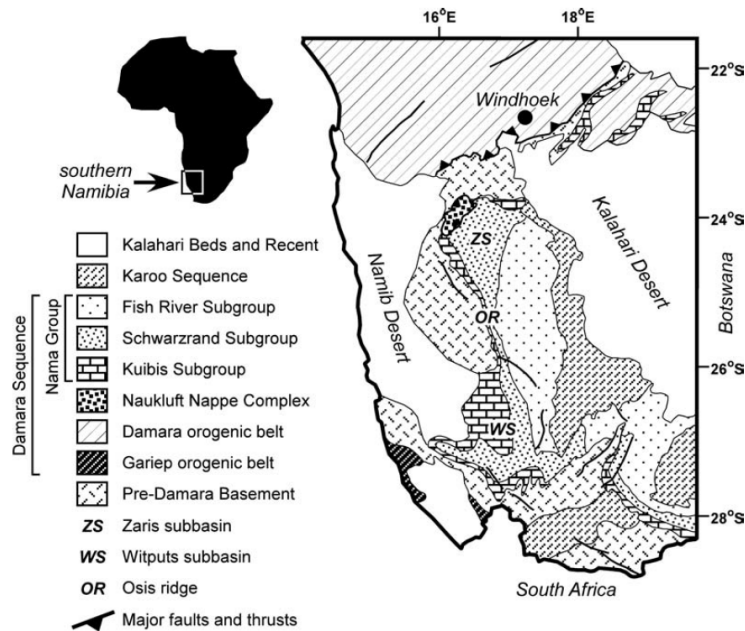 16°E
18°E
22°S
24°S
26°S
28°S
Windhoek
southern
Namibia
Kalahari Desert
Namib Desert
Botswana
ZS
OR
WS
South Africa
Kalahari Beds and Recent
Karoo Sequence
Fish River Subgroup
Schwarzrand Subgroup
Kuibis Subgroup
Naukluft Nappe Complex
Damara orogenic belt
Gariep orogenic belt
Pre-Damara Basement
ZS Zaris subbasin
WS Witputs subbasin
OR Osis ridge
Major faults and thrusts
Damara Sequence
Nama Group